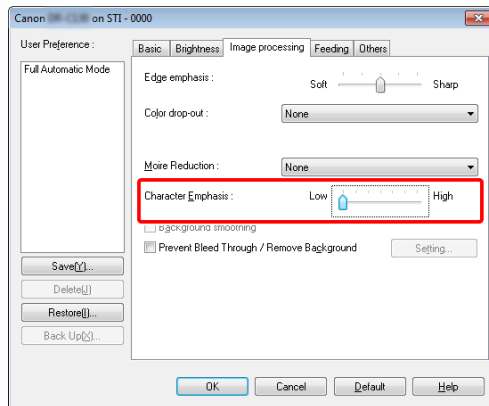 Canon on STI - 0000
User Preference :
Full Automatic Mode
Save(Y)...
Delete(J)
Restore(I)...
Back Up(X)...
Basic Brightness Image processing Feeding Others
Edge emphasis : Soft Sharp
Color drop-out : None
Moire Reduction : None
Character Emphasis : Low High
Background smoothing
Prevent Bleed Through / Remove Background Setting...
OK Cancel Default Help